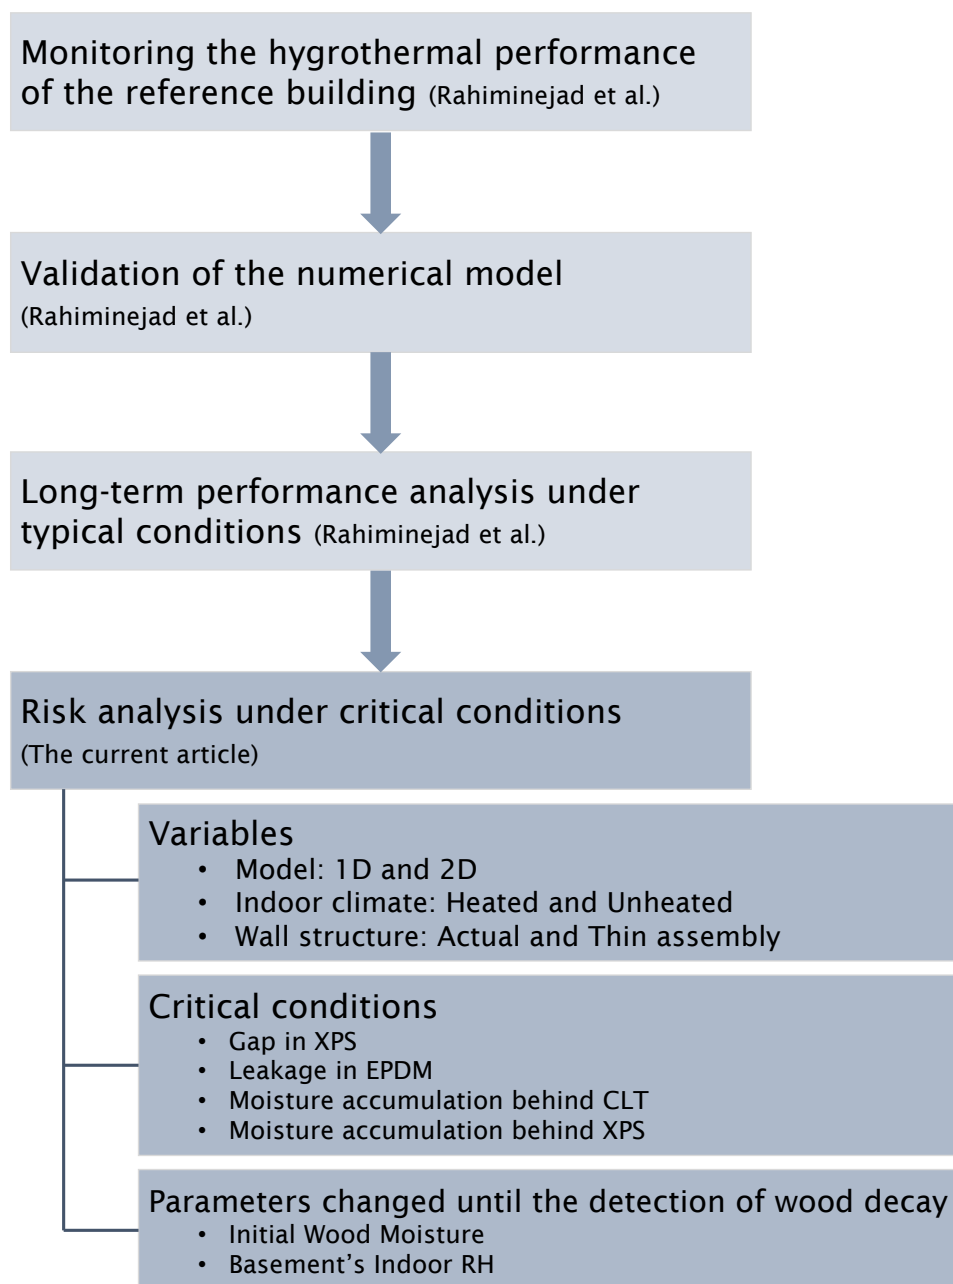 Monitoring the hygrothermal performance
of the reference building (Rahiminejad et al.)
Validation of the numerical model
(Rahiminejad et al.)
Long-term performance analysis under
typical conditions (Rahiminejad et al.)
Risk analysis under critical conditions
(The current article)
Variables
• Model: 1D and 2D
• Indoor climate: Heated and Unheated
• Wall structure: Actual and Thin assembly
Critical conditions
• Gap in XPS
• Leakage in EPDM
• Moisture accumulation behind CLT
• Moisture accumulation behind XPS
Parameters changed until the detection of wood decay
• Initial Wood Moisture
• Basement’s Indoor RH